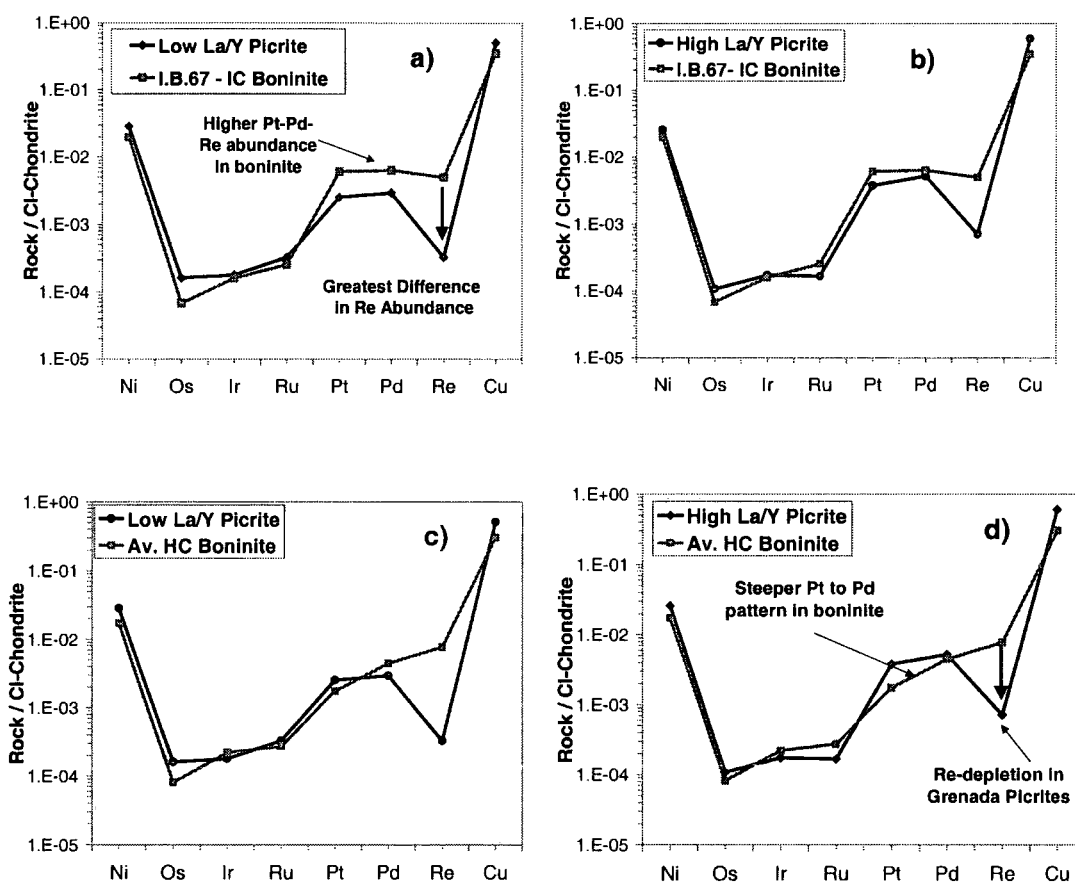 Low La/Y Picrite
I.B.67 - IC Boninite
a)
Higher Pt-Pd-
Re abundance
in boninite
Greatest Difference
in Re Abundance
Rock / CI-Chondrite
1.E+00
1.E-01
1.E-02
1.E-03
1.E-04
1.E-05
Ni Os Ir Ru Pt Pd Re Cu
High La/Y Picrite
I.B.67- IC Boninite
b)
Rock / CI-Chondrite
1.E+00
1.E-01
1.E-02
1.E-03
1.E-04
1.E-05
Ni Os Ir Ru Pt Pd Re Cu
Low La/Y Picrite
Av. HC Boninite
c)
Rock / CI-Chondrite
1.E+00
1.E-01
1.E-02
1.E-03
1.E-04
1.E-05
Ni Os Ir Ru Pt Pd Re Cu
High La/Y Picrite
Av. HC Boninite
d)
Steeper Pt to Pd
pattern in boninite
Re-depletion in
Grenada Picrites
Rock / CI-Chondrite
1.E+00
1.E-01
1.E-02
1.E-03
1.E-04
1.E-05
Ni Os Ir Ru Pt Pd Re Cu